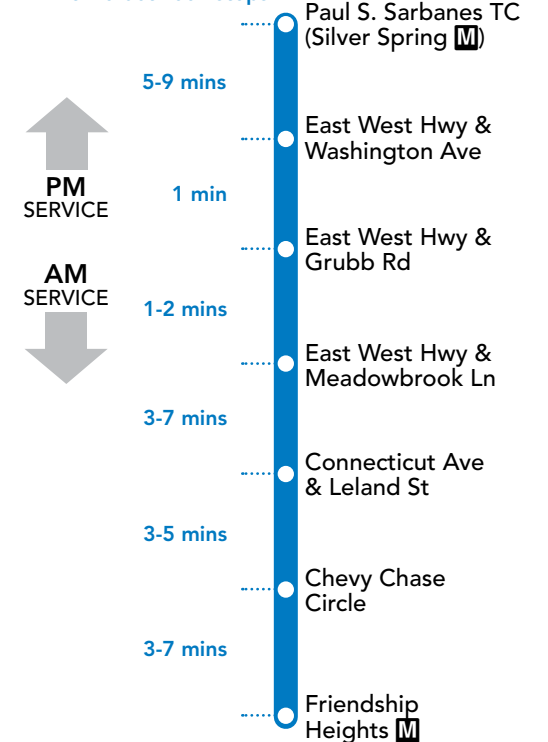 Paul S. Sarbanes TC
(Silver Spring M)
5-9 mins
East West Hwy &
Washington Ave
PM
SERVICE
1 min
East West Hwy &
Grubb Rd
AM
SERVICE
1-2 mins
East West Hwy &
Meadowbrook Ln
3-7 mins
Connecticut Ave
& Leland St
3-5 mins
Chevy Chase
Circle
3-7 mins
Friendship
Heights M